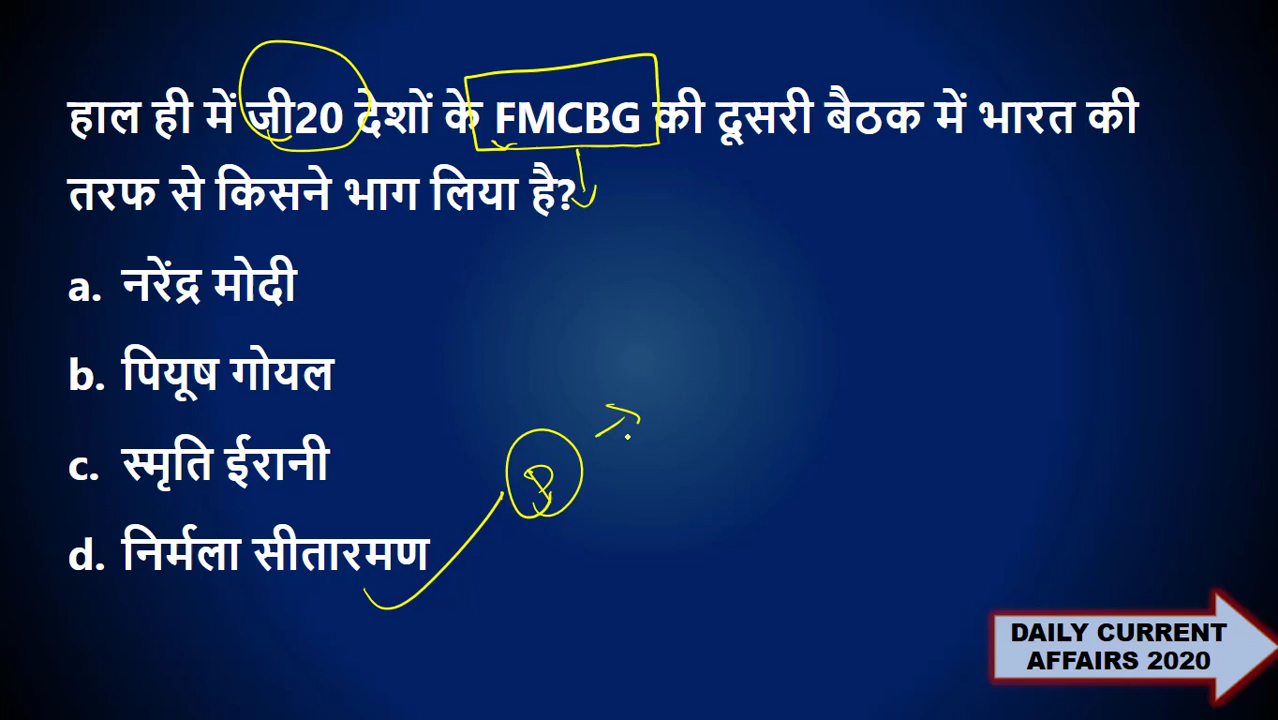 हाल ही में जी20 देशों के FMCBG की दूसरी बैठक में भारत की
तरफ से किसने भाग लिया है?
a. नरेंद्र मोदी
b. पियूष गोयल
c. स्मृति ईरानी
d. निर्मला सीतारमण
DAILY CURRENT
AFFAIRS 2020